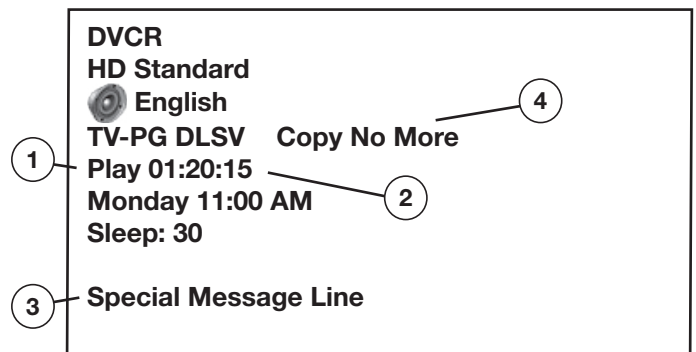 DVCR
HD Standard
English
4
TV-PG DLSV Copy No More
1
Play 01:20:15
2
Monday 11:00 AM
Sleep: 30
3
Special Message Line